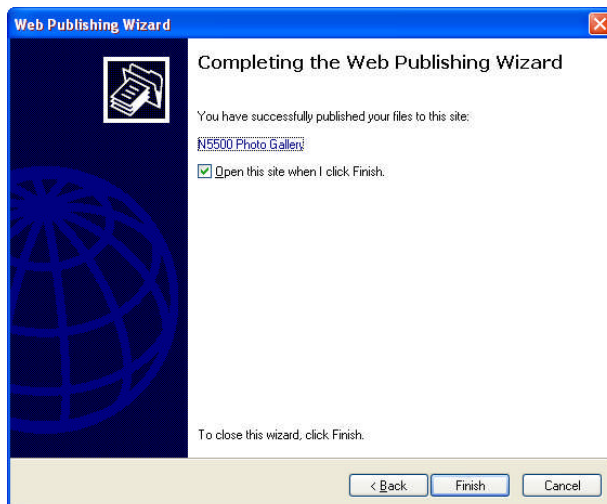 Web Publishing Wizard
Completing the Web Publishing Wizard
You have successfully published your files to this site:
N5500 Photo Gallery
Open this site when I click Finish.
To close this wizard, click Finish.
< Back
Finish
Cancel